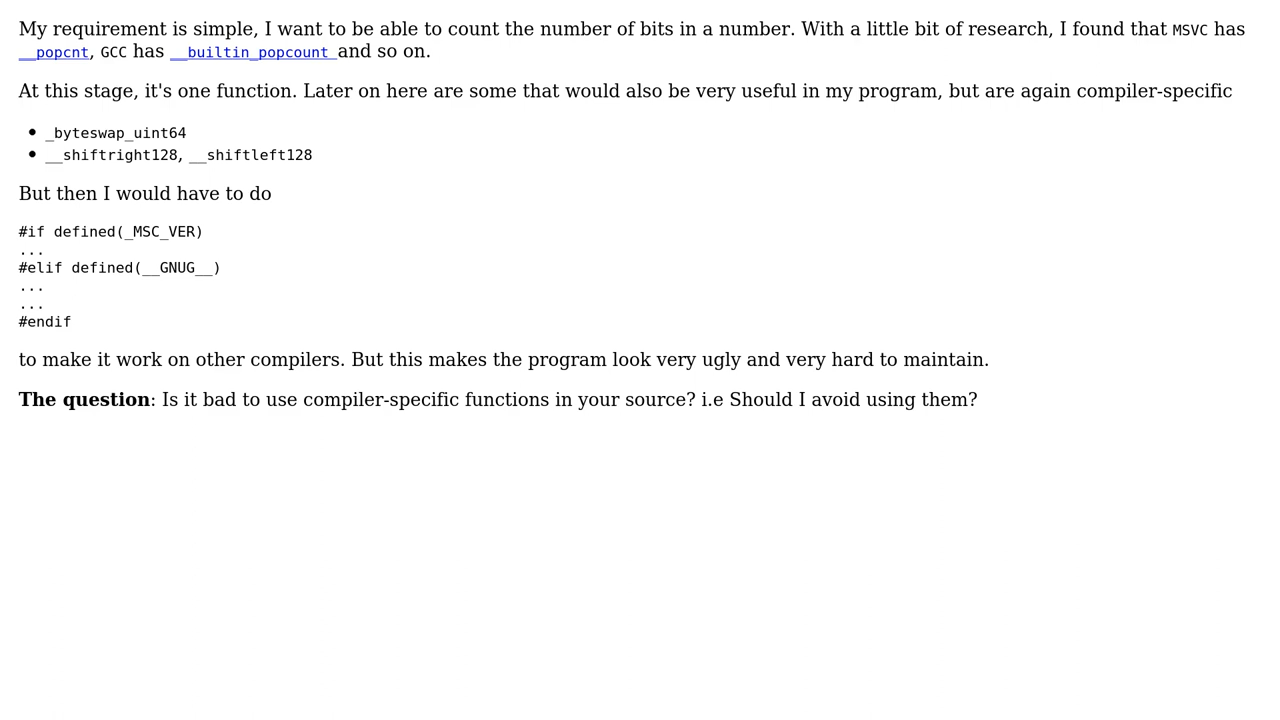 My requirement is simple, I want to be able to count the number of bits in a number. With a little bit of research, I found that MSVC has
__popcnt, GCC has __builtin_popcount and so on.
At this stage, it's one function. Later on here are some that would also be very useful in my program, but are again compiler-specific
• _byteswap_uint64
• __shiftright128, __shiftleft128
But then I would have to do
#if defined(_MSC_VER)
...
#elif defined(__GNUG__)
...
...
#endif
to make it work on other compilers. But this makes the program look very ugly and very hard to maintain.
The question: Is it bad to use compiler-specific functions in your source? i.e Should I avoid using them?